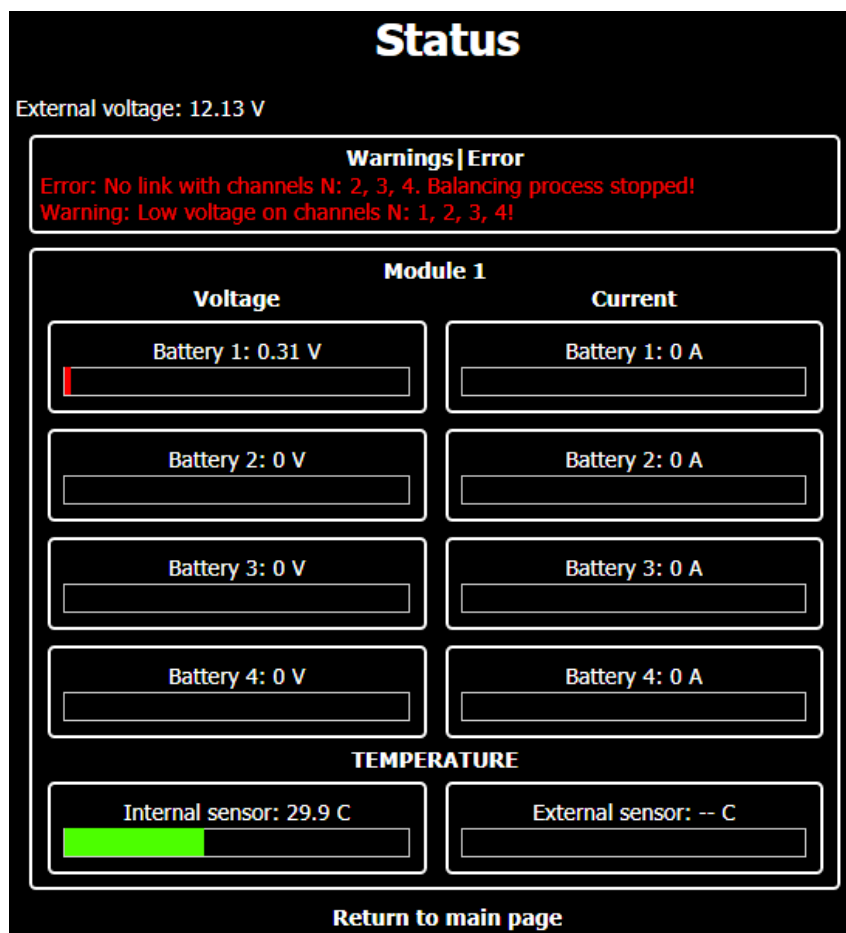 Status
External voltage: 12.13 V
Warnings|Error
Error: No link with channels N: 2, 3, 4. Balancing process stopped!
Warning: Low voltage on channels N: 1, 2, 3, 4!
Module 1
Voltage Current
Battery 1: 0.31 V Battery 1: 0 A
Battery 2: 0 V Battery 2: 0 A
Battery 3: 0 V Battery 3: 0 A
Battery 4: 0 V Battery 4: 0 A
TEMPERATURE
Internal sensor: 29.9 C External sensor: -- C
Return to main page